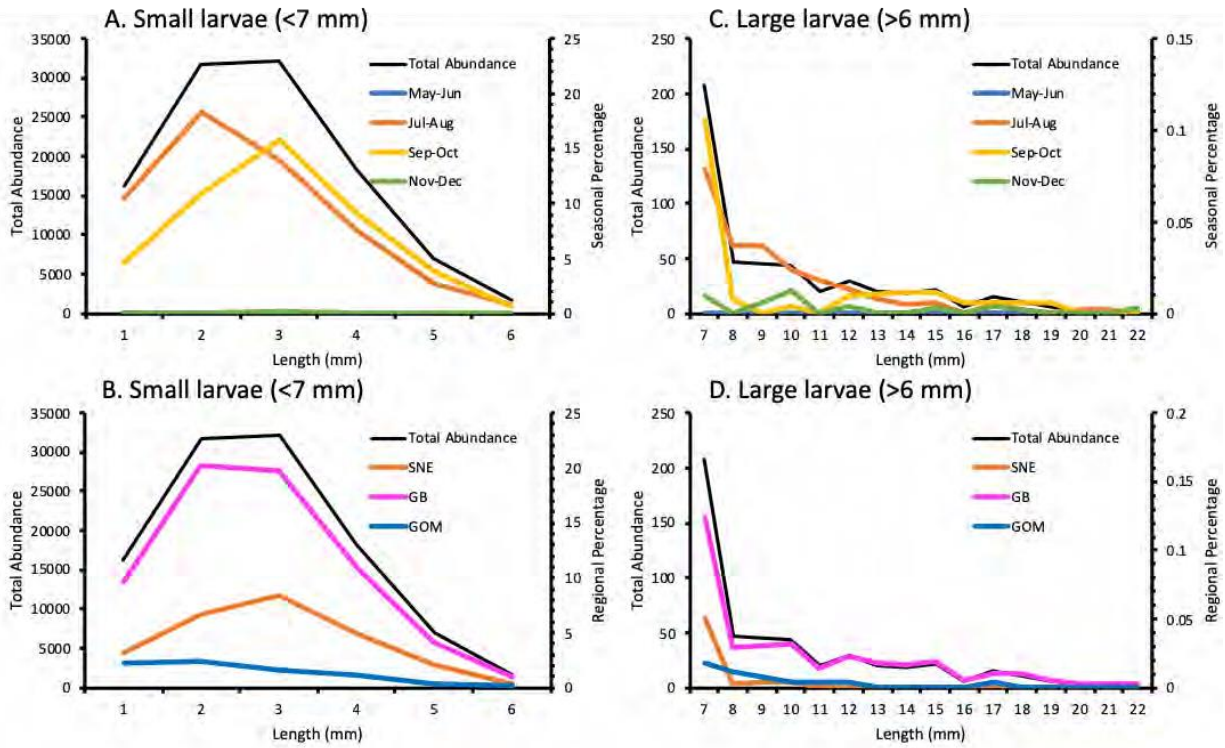 A. Small larvae (<7 mm)
35000
30000
25000
20000
15000
10000
5000
0
Total Abundance
25
20
15
10
5
0
Seasonal Percentage
Total Abundance
May-Jun
Jul-Aug
Sep-Oct
Nov-Dec
1 2 3 4 5 6
Length (mm)
C. Large larvae (>6 mm)
250
200
150
100
50
0
Total Abundance
0.15
0.1
0.05
0
Seasonal Percentage
Total Abundance
May-Jun
Jul-Aug
Sep-Oct
Nov-Dec
7 8 9 10 11 12 13 14 15 16 17 18 19 20 21 22
Length (mm)
B. Small larvae (<7 mm)
35000
30000
25000
20000
15000
10000
5000
0
Total Abundance
25
20
15
10
5
0
Regional Percentage
Total Abundance
SNE
GB
GOM
1 2 3 4 5 6
Length (mm)
D. Large larvae (>6 mm)
250
200
150
100
50
0
Total Abundance
0.2
0.15
0.1
0.05
0
Regional Percentage
Total Abundance
SNE
GB
GOM
7 8 9 10 11 12 13 14 15 16 17 18 19 20 21 22
Length (mm)